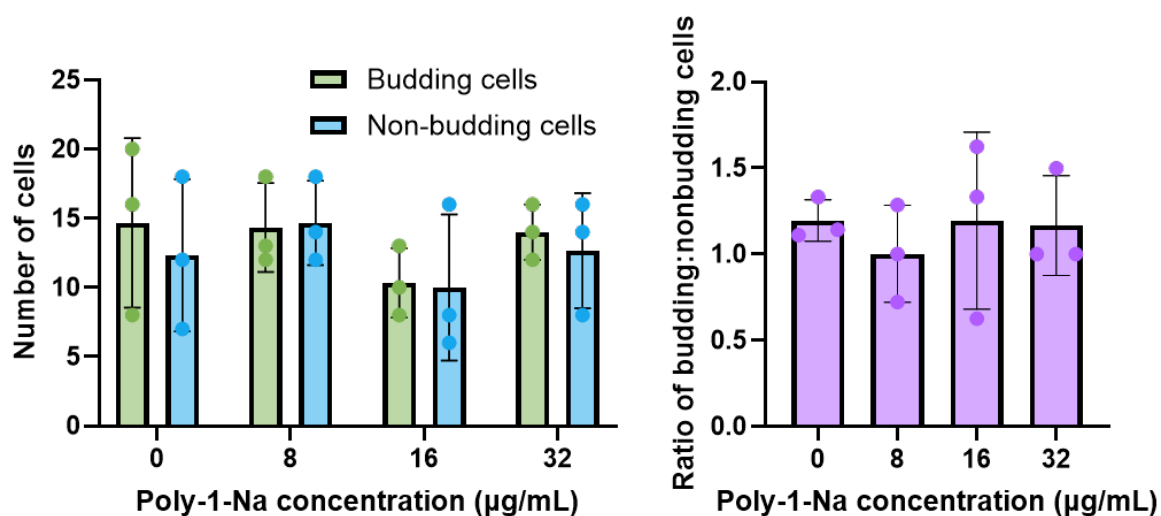 Number of cells
25
20
15
10
5
0
Budding cells
Non-budding cells
0 8 16 32
Poly-1-Na concentration (µg/mL)
Ratio of budding:nonbudding cells
2.0
1.5
1.0
0.5
0.0
0 8 16 32
Poly-1-Na concentration (µg/mL)